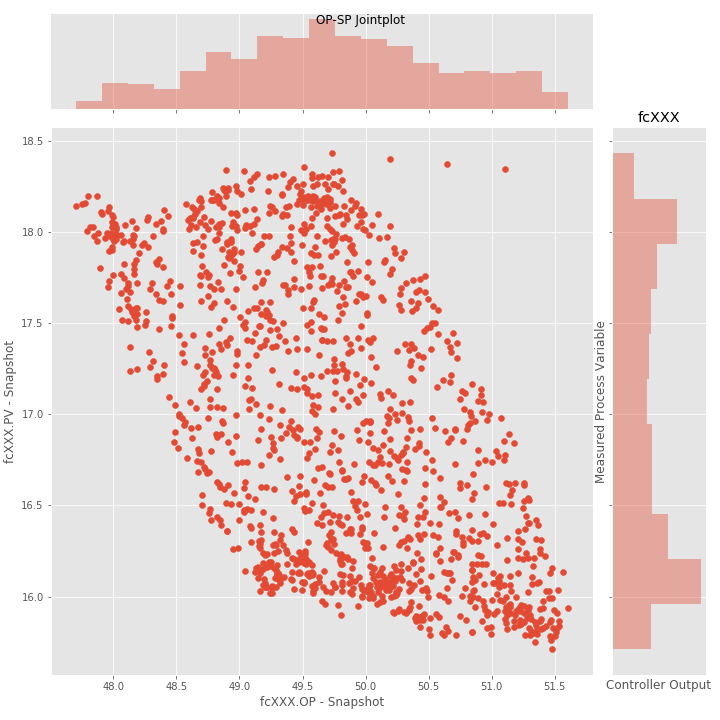 OP-SP Jointplot
fcXXX
18.5
18.0
17.5
17.0
16.5
16.0
fcXXX.PV - Snapshot
Measured Process Variable
48.0 48.5 49.0 49.5 50.0 50.5 51.0 51.5
fcXXX.OP - Snapshot
Controller Output